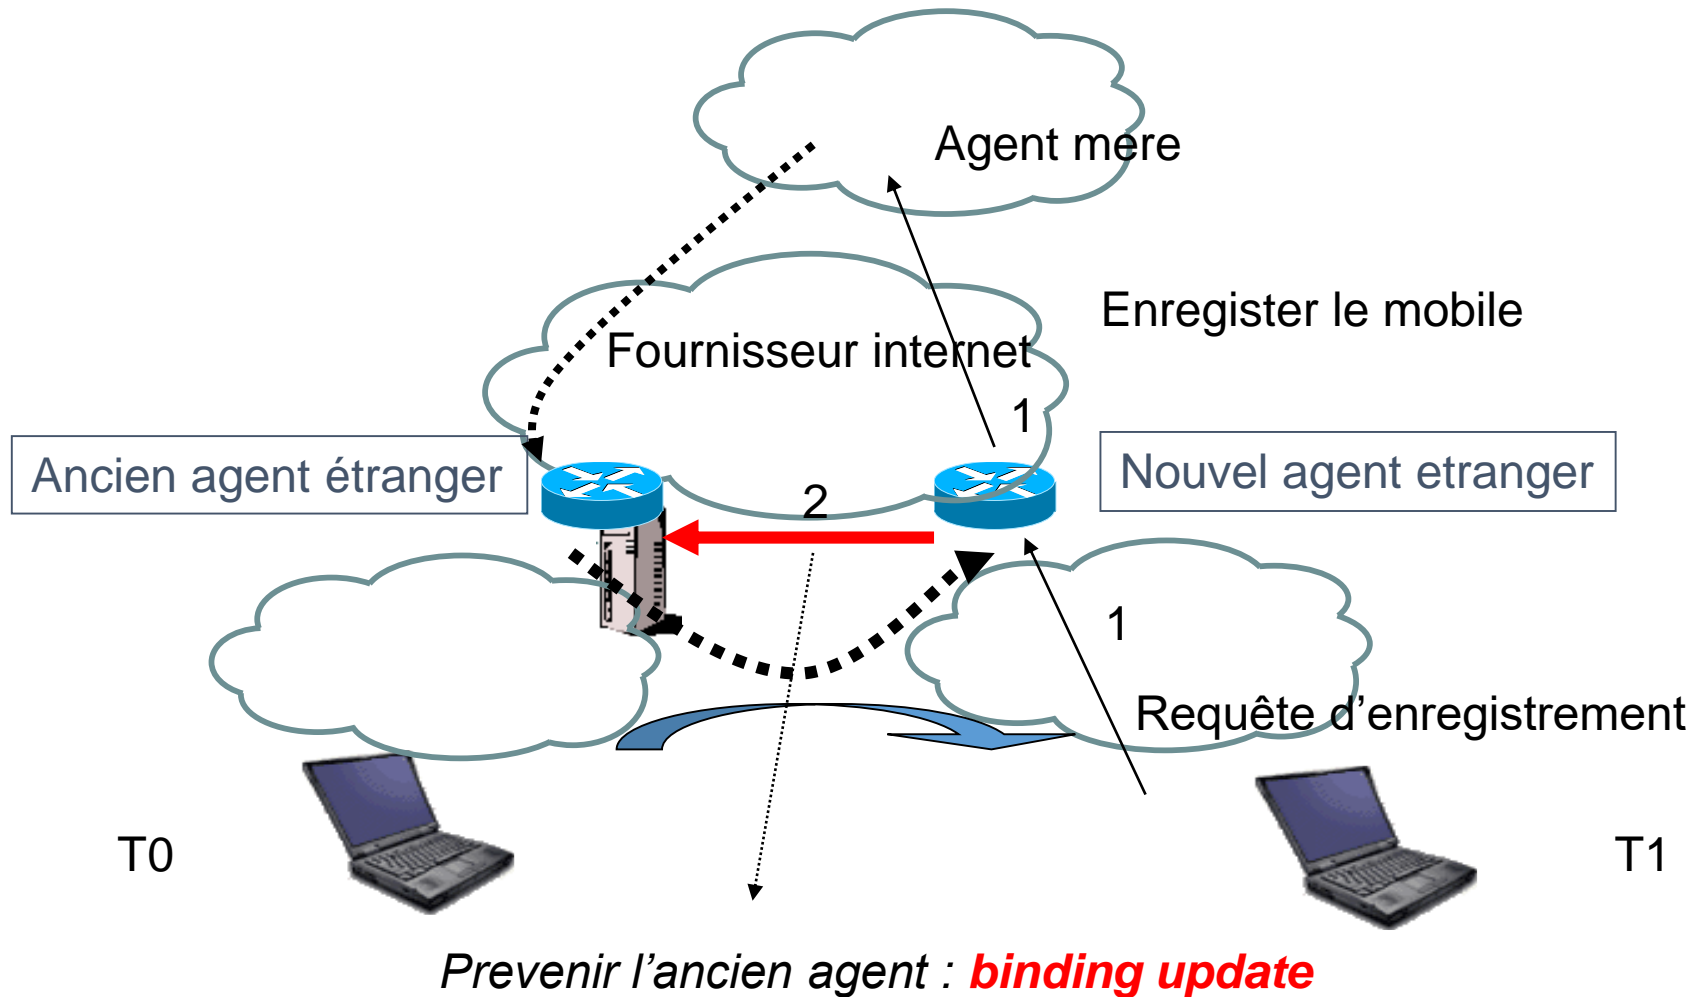 Agent mere
Enregister le mobile
Fournisseur internet
1
Ancien agent étranger
Nouvel agent etranger
2
1
Requête d’enregistrement
T0
T1
Prevenir l’ancien agent : binding update